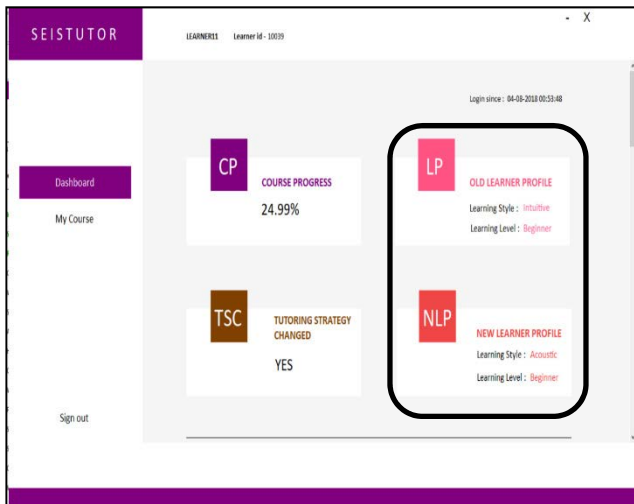 SEISTUTOR
LEARNER11 Learner id - 10039
- X
Login since : 04-08-2018 00:53:48
Dashboard
My Course
Sign out
CP
COURSE PROGRESS
24.99%
LP
OLD LEARNER PROFILE
Learning Style : Intuitive
Learning Level : Beginner
TSC
TUTORING STRATEGY
CHANGED
YES
NLP
NEW LEARNER PROFILE
Learning Style : Acoustic
Learning Level : Beginner